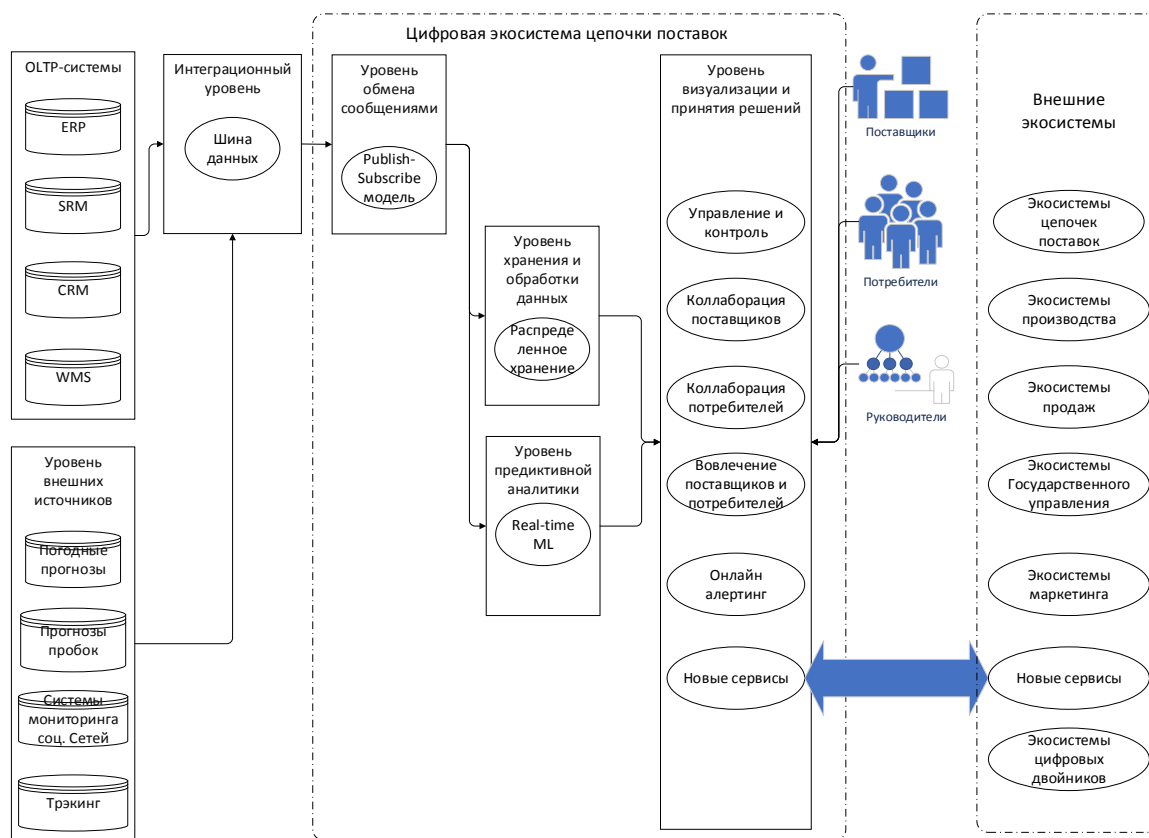 Цифровая экосистема цепочки поставок
OLTP-системы
ERP
SRM
CRM
WMS
Уровень
внешних
источников
Погодные
прогнозы
Прогнозы
пробок
Системы
мониторинга
соц. Сетей
Трэкинг
Интеграционный
уровень
Шина
данных
Уровень
обмена
сообщениями
Publish-
Subscribe
модель
Уровень
хранения и
обработки
данных
Распреде
ленное
хранение
Уровень
предиктивной
аналитики
Real-time
ML
Уровень
визуализации и
принятия решений
Управление и
контроль
Коллаборация
поставщиков
Коллаборация
потребителей
Вовлечение
поставщиков и
потребителей
Онлайн
алертинг
Новые сервисы
Поставщики
Потребители
Руководители
Внешние
экосистемы
Экосистемы
цепочек
поставок
Экосистемы
производства
Экосистемы
продаж
Экосистемы
Государственного
управления
Экосистемы
маркетинга
Новые сервисы
Экосистемы
цифровых
двойников